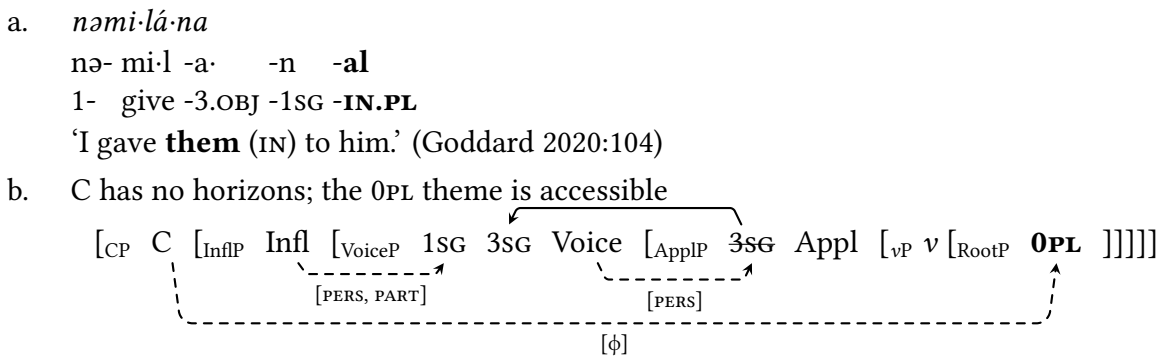 a. nəmi·lá·na
nə- mi·l -a· -n -al
1- give -3.OBJ -1SG -IN.PL
‘I gave them (IN) to him.’ (Goddard 2020:104)
b. C has no horizons; the 0PL theme is accessible
[CP C [InflP Infl [VoiceP 1SG 3SG Voice [ApplP 3SG Appl [vP v [RootP 0PL ]]]]]
[PERS, PART] [PERS]
[ϕ]